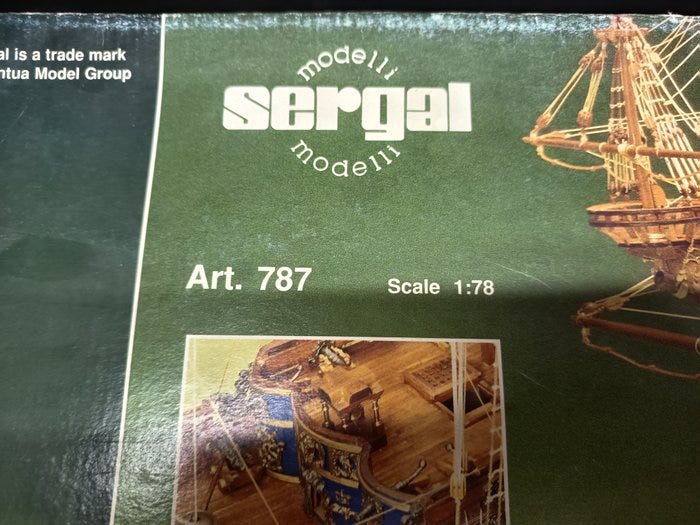 al is a trade mark
ntua Model Group
modelli
sergal
modelli
Art. 787
Scale 1:78